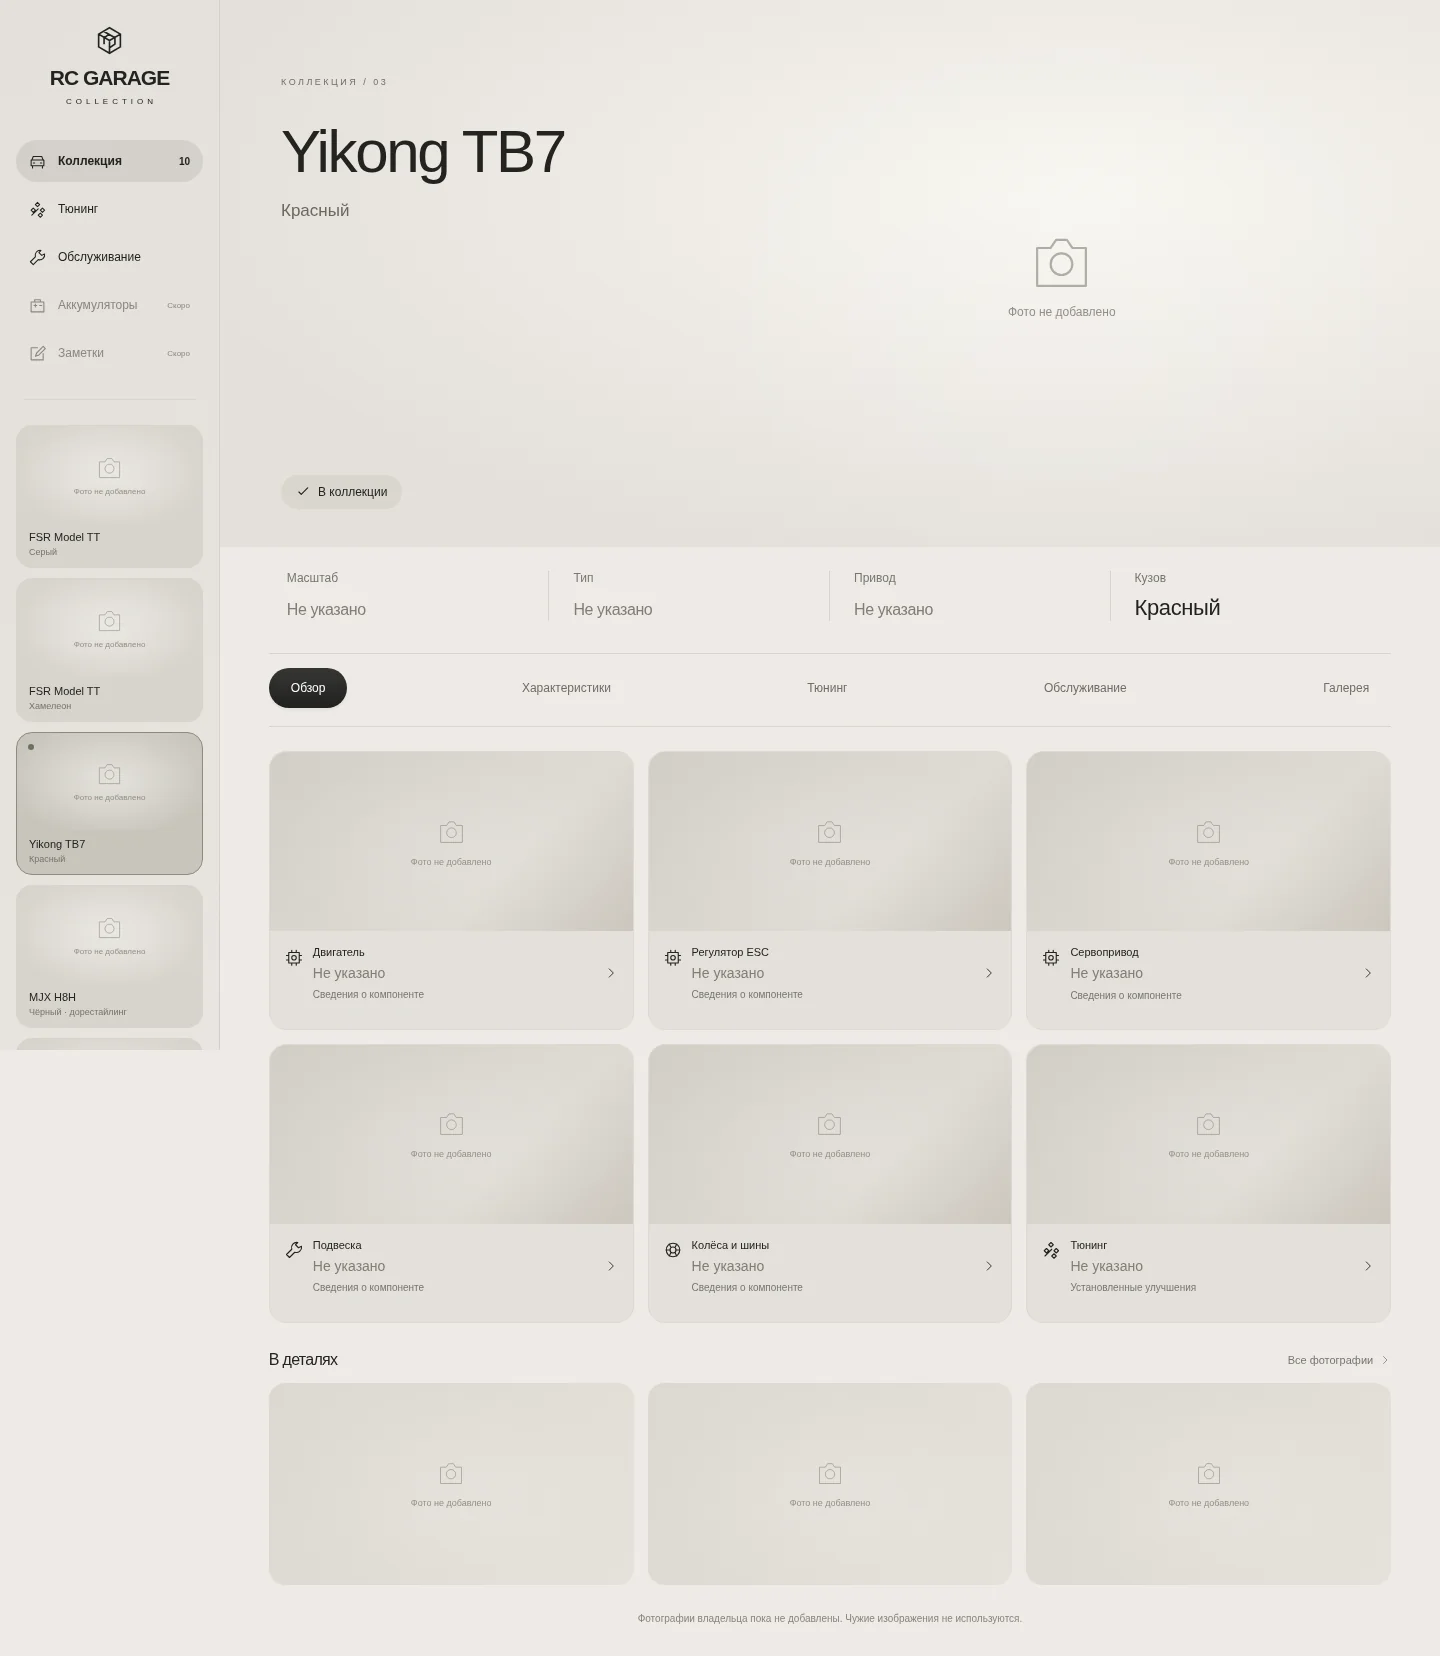 RC GARAGE
COLLECTION
Коллекция 10
Тюнинг
Обслуживание
Аккумуляторы Скоро
Заметки Скоро
Фото не добавлено
FSR Model TT
Серый
Фото не добавлено
FSR Model TT
Хамелеон
Фото не добавлено
Yikong TB7
Красный
Фото не добавлено
MJX H8H
Чёрный · дорестайлинг
КОЛЛЕКЦИЯ / 03
Yikong TB7
Красный
Фото не добавлено
В коллекции
Масштаб Тип Привод Кузов
Не указано Не указано Не указано Красный
Обзор Характеристики Тюнинг Обслуживание Галерея
Фото не добавлено Фото не добавлено Фото не добавлено
Двигатель Регулятор ESC Сервопривод
Не указано Не указано Не указано
Сведения о компоненте Сведения о компоненте Сведения о компоненте
Фото не добавлено Фото не добавлено Фото не добавлено
Подвеска Колёса и шины Тюнинг
Не указано Не указано Не указано
Сведения о компоненте Сведения о компоненте Установленные улучшения
В деталях Все фотографии
Фото не добавлено Фото не добавлено Фото не добавлено
Фотографии владельца пока не добавлены. Чужие изображения не используются.